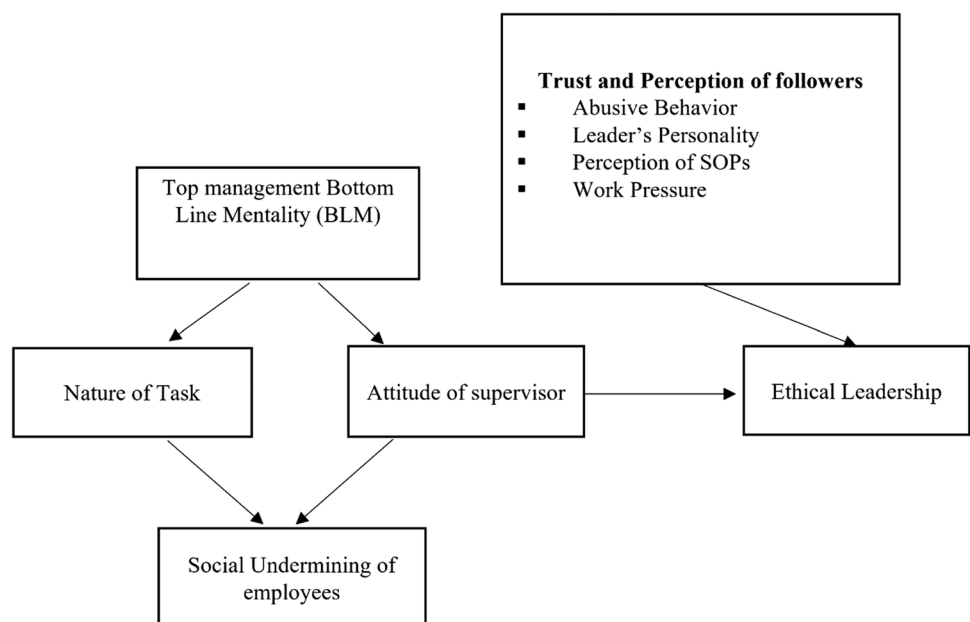 Trust and Perception of followers
▪ Abusive Behavior
▪ Leader’s Personality
▪ Perception of SOPs
▪ Work Pressure
Top management Bottom
Line Mentality (BLM)
Nature of Task
Attitude of supervisor
Ethical Leadership
Social Undermining of
employees